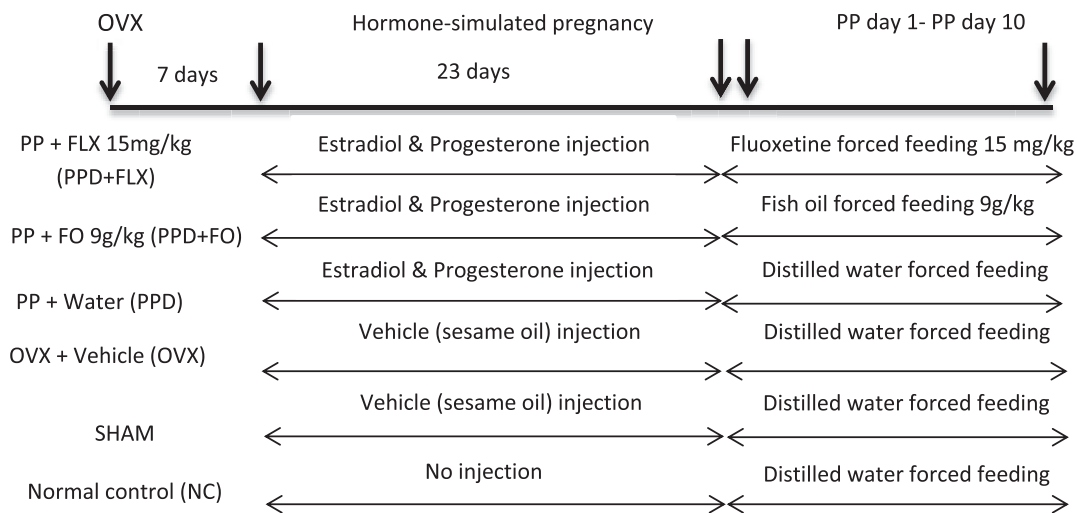 OVX Hormone-simulated pregnancy PP day 1- PP day 10
7 days 23 days
PP + FLX 15mg/kg Estradiol & Progesterone injection Fluoxetine forced feeding 15 mg/kg
(PPD+FLX)
Estradiol & Progesterone injection Fish oil forced feeding 9g/kg
PP + FO 9g/kg (PPD+FO)
Estradiol & Progesterone injection Distilled water forced feeding
PP + Water (PPD)
Vehicle (sesame oil) injection Distilled water forced feeding
OVX + Vehicle (OVX)
Vehicle (sesame oil) injection Distilled water forced feeding
SHAM
No injection Distilled water forced feeding
Normal control (NC)